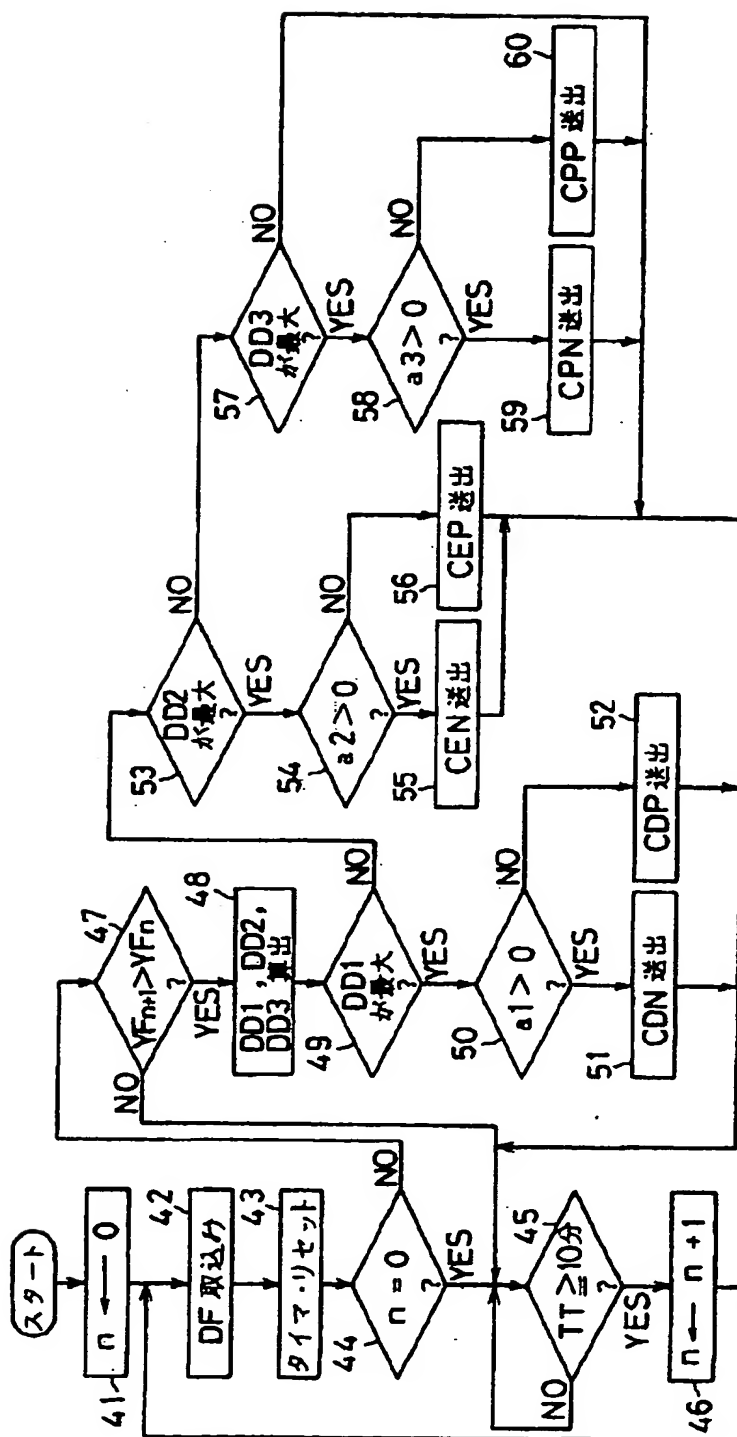 スタート
n ← 0
41
DF 取込み
42
タイマ・リセット
43
n = 0
?
44
NO
YES
TT ≧ 10分
?
45
NO
YES
n ← n +1
46
YFn+1 > YFn
?
47
NO
YES
DD1, DD2,
DD3 算出
48
DD1
が最大
?
49
NO
YES
a1 > 0
?
50
NO
YES
CDN 送出
51
CDP 送出
52
DD2
が最大
?
53
NO
YES
a2 > 0
?
54
NO
YES
CEN 送出
55
CEP 送出
56
DD3
が最大
?
57
NO
YES
a3 > 0
?
58
NO
YES
CPN 送出
59
CPP 送出
60